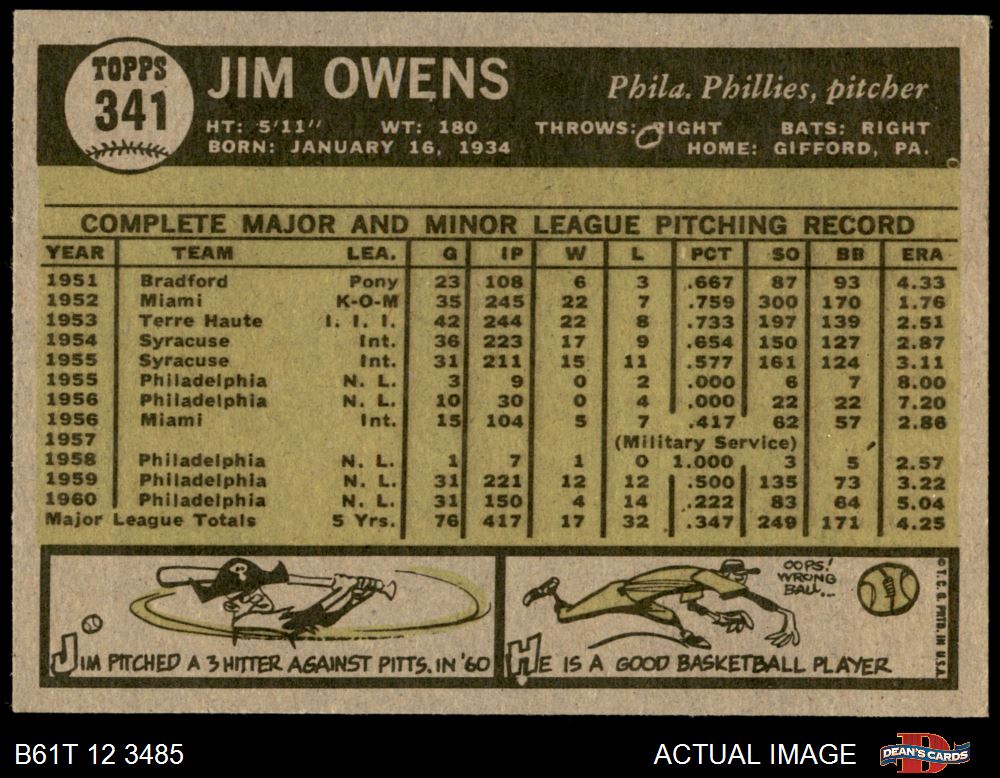 TOPPS
341
JIM OWENS
Phila. Phillies, pitcher
HT: 5'11" WT: 180 THROWS: RIGHT BATS: RIGHT
BORN: JANUARY 16, 1934 HOME: GIFFORD, PA.
COMPLETE MAJOR AND MINOR LEAGUE PITCHING RECORD
YEAR TEAM LEA. G IP W L PCT SO BB ERA
1951 Bradford Pony 23 108 6 3 .667 87 93 4.33
1952 Miami K-O-M 35 245 22 7 .759 300 170 1.76
1953 Terre Haute I. I. I. 42 244 22 8 .733 197 139 2.51
1954 Syracuse Int. 36 223 17 9 .654 150 127 2.87
1955 Syracuse Int. 31 211 15 11 .577 161 124 3.11
1955 Philadelphia N. L. 3 9 0 2 .000 6 7 8.00
1956 Philadelphia N. L. 10 30 0 4 .000 22 22 7.20
1956 Miami Int. 15 104 5 7 .417 62 57 2.86
1957 (Military Service)
1958 Philadelphia N. L. 1 7 1 0 1.000 3 5 2.57
1959 Philadelphia N. L. 31 221 12 12 .500 135 73 3.22
1960 Philadelphia N. L. 31 150 4 14 .222 83 64 5.04
Major League Totals 5 Yrs. 76 417 17 32 .347 249 171 4.25
JIM PITCHED A 3 HITTER AGAINST PITTS. IN '60
OOPS!
WRONG
BALL...
HE IS A GOOD BASKETBALL PLAYER
© T. C. G. PRTD. IN U.S.A.
B61T 12 3485
ACTUAL IMAGE
DEAN'S CARDS